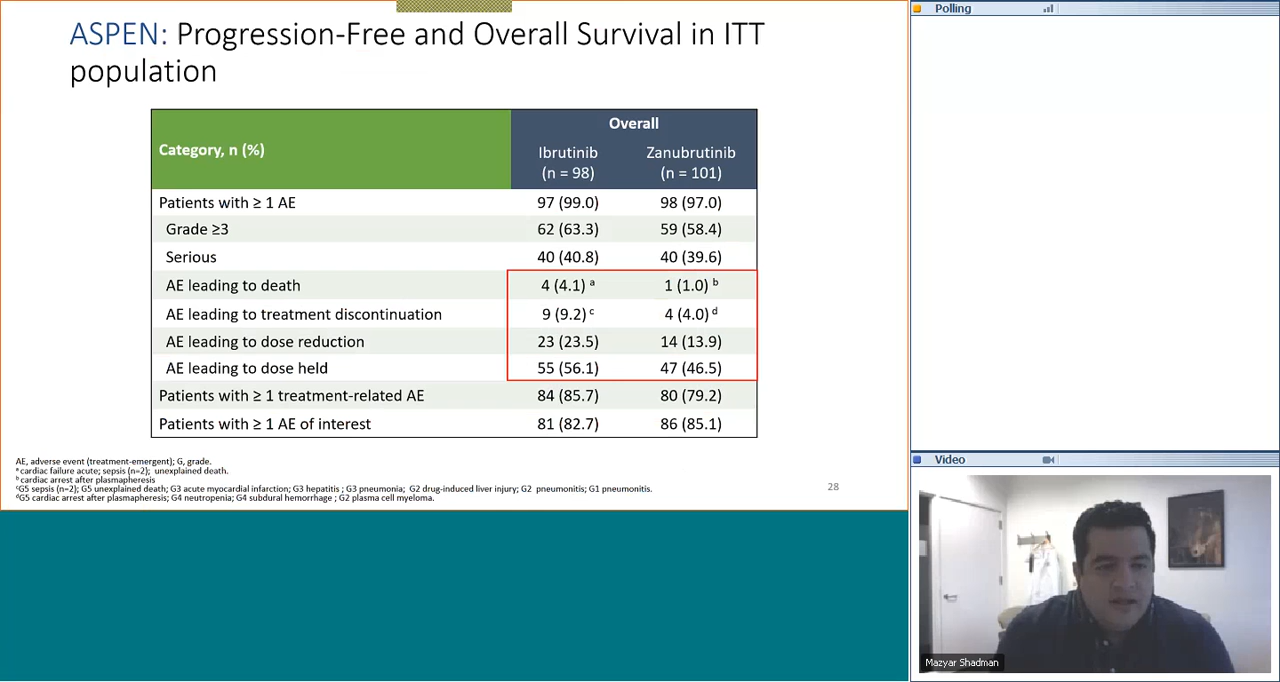 ASPEN: Progression-Free and Overall Survival in ITT
population
Category, n (%)
Overall
Ibrutinib
(n = 98)
Zanubrutinib
(n = 101)
Patients with ≥ 1 AE 97 (99.0) 98 (97.0)
Grade ≥3 62 (63.3) 59 (58.4)
Serious 40 (40.8) 40 (39.6)
AE leading to death 4 (4.1) a 1 (1.0) b
AE leading to treatment discontinuation 9 (9.2) c 4 (4.0) d
AE leading to dose reduction 23 (23.5) 14 (13.9)
AE leading to dose held 55 (56.1) 47 (46.5)
Patients with ≥ 1 treatment-related AE 84 (85.7) 80 (79.2)
Patients with ≥ 1 AE of interest 81 (82.7) 86 (85.1)
AE, adverse event (treatment-emergent); G, grade.
a cardiac failure acute; sepsis (n=2); unexplained death.
b cardiac arrest after plasmapheresis
c G5 sepsis (n=2); G5 unexplained death; G3 acute myocardial infarction; G3 hepatitis ; G3 pneumonia; G2 drug-induced liver injury; G2 pneumonitis; G1 pneumonitis.
d G5 cardiac arrest after plasmapheresis; G4 neutropenia; G4 subdural hemorrhage ; G2 plasma cell myeloma.
28
Polling
Video
Mazyar Shadman